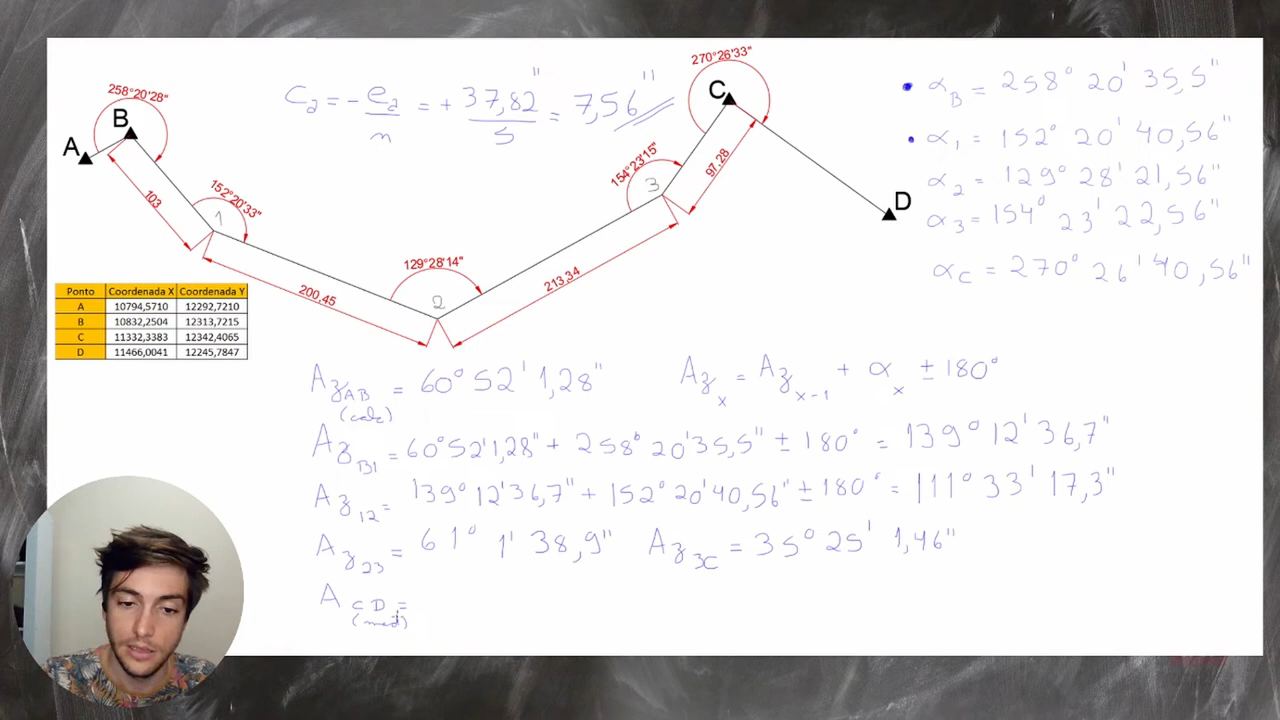 258°20'28"
B
A
103
152°20'33"
1
200,45
129°28'14"
2
213,34
154°23'15"
3
270°26'33"
C
97.28
D
C₂ = -e₂/n = + 37,82"/5 = 7,56"
α_B = 258° 20' 35,5"
α₁ = 152° 20' 40,56"
α₂ = 129° 28' 21,56"
α₃ = 154° 23' 22,56"
α_C = 270° 26' 40,56"
Ponto Coordenada X Coordenada Y
A 10794,5710 12292,7210
B 10832,2504 12313,7215
C 11332,3383 12342,4065
D 11466,0041 12245,7847
Az_AB = 60° 52' 1,28" Az_x = Az_x-1 + α_x ± 180°
(calc)
Az_B1 = 60°52'1,28" + 258° 20'35,5" ± 180° = 139° 12' 36,7"
Az_12 = 139°12'36,7" + 152° 20'40,56" ± 180° = 111° 33' 17,3"
Az_23 = 61° 1' 38,9" Az_3C = 35° 25' 1,46"
A_CD =
(med)